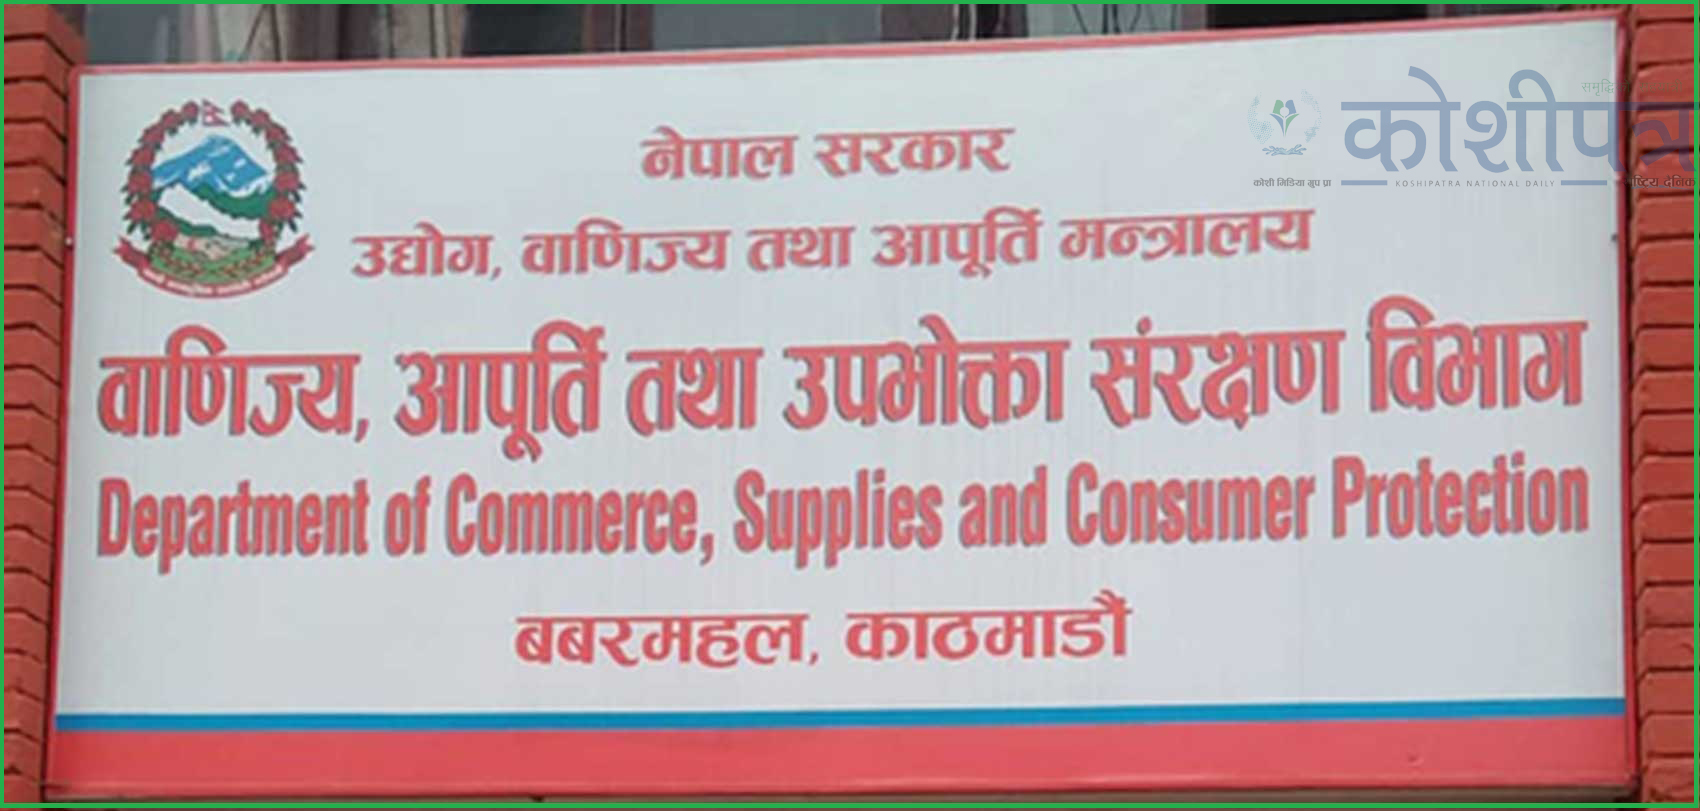 नेपाल सरकार
उद्योग, वाणिज्य तथा आपूर्ति मन्त्रालय
वाणिज्य, आपूर्ति तथा उपभोक्ता संरक्षण विभाग
Department of Commerce, Supplies and Consumer Protection
बबरमहल, काठमाडौं
समृद्धि
कोशीपत्र
कोशी मिडिया ग्रुप प्रा
KOSHIPATRA NATIONAL DAILY
राष्ट्रिय दैनिक